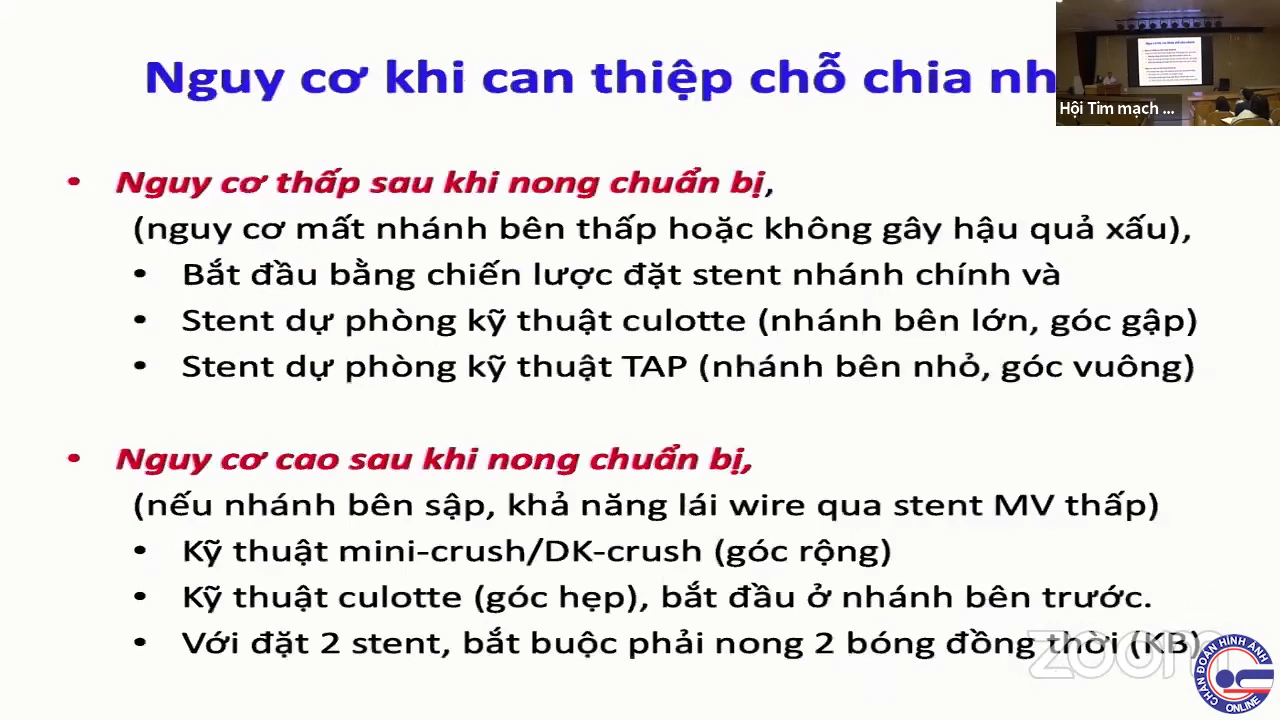 Nguy cơ khi can thiệp chỗ chia nh
Hội Tim mạch ...
• Nguy cơ thấp sau khi nong chuẩn bị,
(nguy cơ mất nhánh bên thấp hoặc không gây hậu quả xấu),
• Bắt đầu bằng chiến lược đặt stent nhánh chính và
• Stent dự phòng kỹ thuật culotte (nhánh bên lớn, góc gập)
• Stent dự phòng kỹ thuật TAP (nhánh bên nhỏ, góc vuông)
• Nguy cơ cao sau khi nong chuẩn bị,
(nếu nhánh bên sập, khả năng lái wire qua stent MV thấp)
• Kỹ thuật mini-crush/DK-crush (góc rộng)
• Kỹ thuật culotte (góc hẹp), bắt đầu ở nhánh bên trước.
• Với đặt 2 stent, bắt buộc phải nong 2 bóng đồng thời (KB)
zoom
CHẨN ĐOÁN HÌNH ẢNH
ONLINE